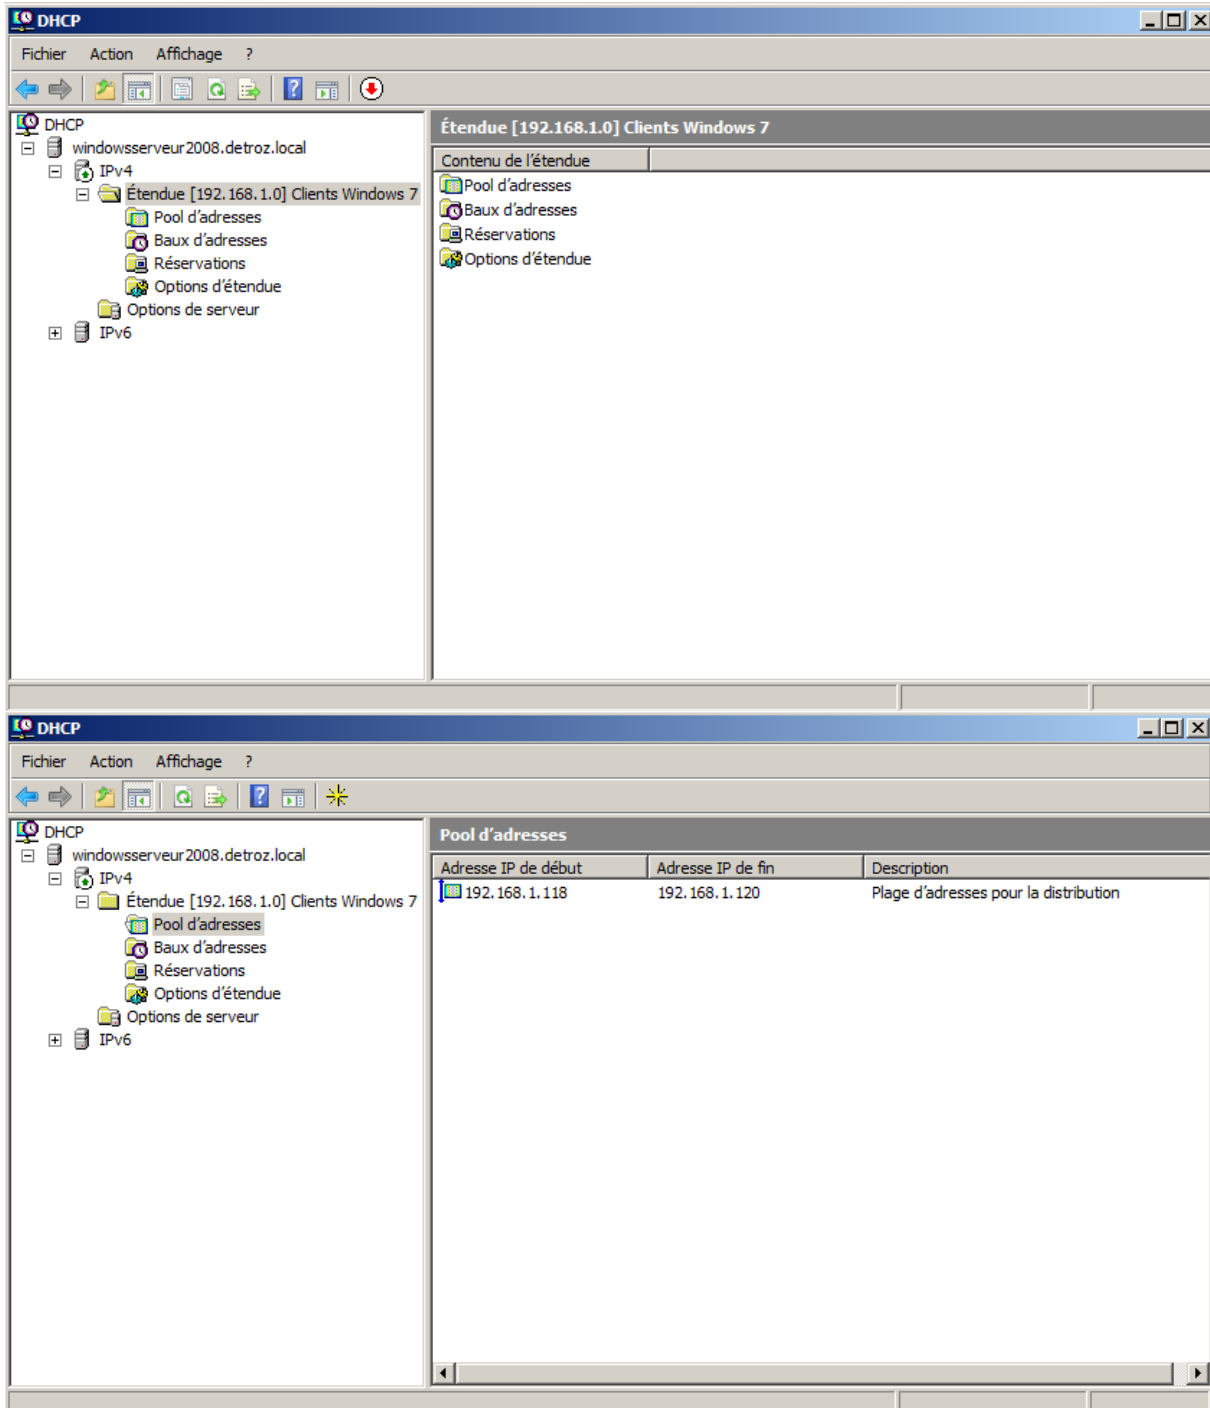 DHCP
Fichier Action Affichage ?
DHCP
windowsserveur2008.detroz.local
IPv4
Étendue [192.168.1.0] Clients Windows 7
Pool d'adresses
Baux d'adresses
Réservations
Options d'étendue
Options de serveur
IPv6
Étendue [192.168.1.0] Clients Windows 7
Contenu de l'étendue
Pool d'adresses
Baux d'adresses
Réservations
Options d'étendue
DHCP
Fichier Action Affichage ?
DHCP
windowsserveur2008.detroz.local
IPv4
Étendue [192.168.1.0] Clients Windows 7
Pool d'adresses
Baux d'adresses
Réservations
Options d'étendue
Options de serveur
IPv6
Pool d'adresses
Adresse IP de début Adresse IP de fin Description
192.168.1.118 192.168.1.120 Plage d'adresses pour la distribution